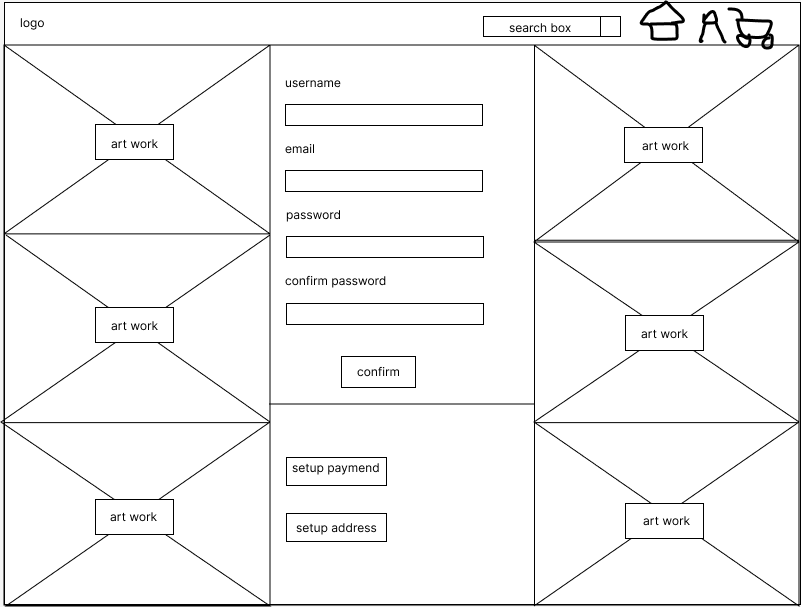 logo
search box
A
username
art work
art work
email
password
confirm password
art work
art work
confirm
setup paymend
art work
art work
setup address